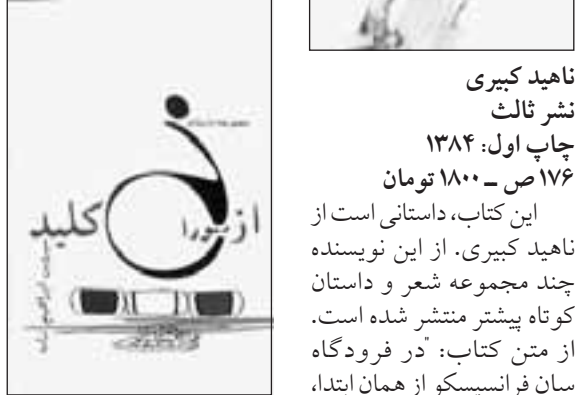 ناهید کبیری
نشر ثالث
چاپ اول: ۱۳۸۴
۱۷۶ ص ـ ۱۸۰۰ تومان
این کتاب، داستانی است از
ناهید کبیری. از این نویسنده
چند مجموعه شعر و داستان
کوتاه پیشتر منتشر شده است.
از متن کتاب: "در فرودگاه
سان فرانسیسکو از همان ابتدا،
از
کلید